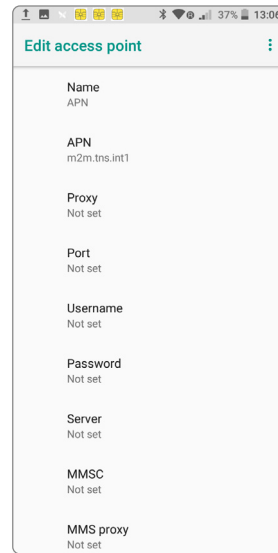 37% 13:06
Edit access point
Name
APN
APN
m2m.tns.int1
Proxy
Not set
Port
Not set
Username
Not set
Password
Not set
Server
Not set
MMSC
Not set
MMS proxy
Not set